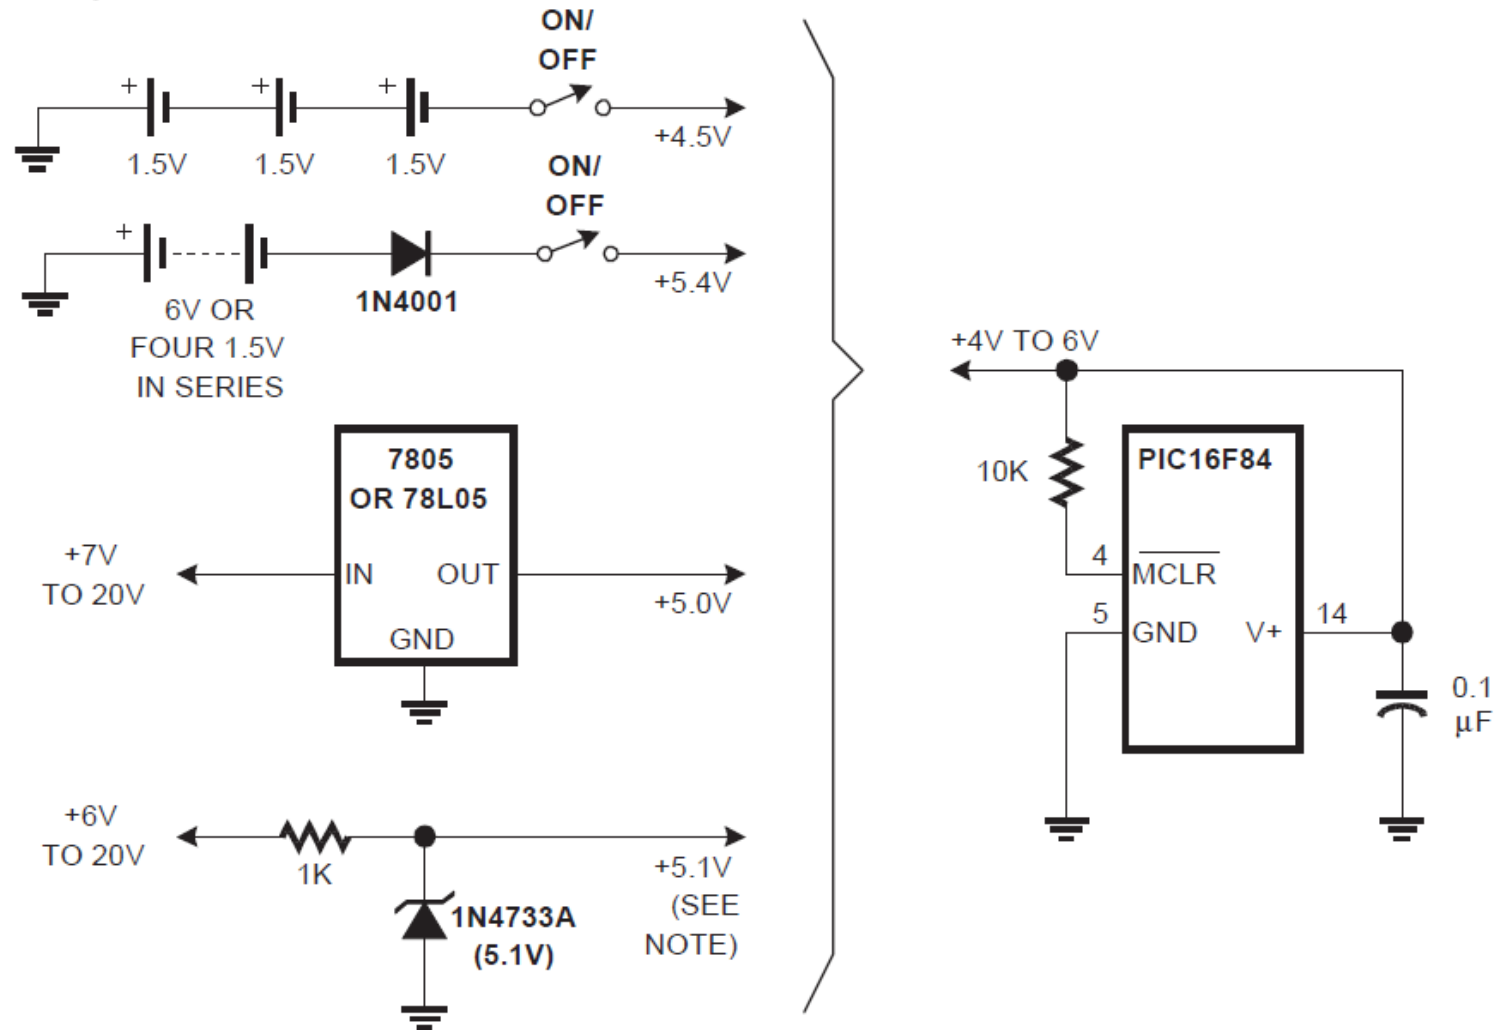 ON/
OFF
+ + +
1.5V 1.5V 1.5V
+4.5V
ON/
OFF
+
+5.4V
6V OR
FOUR 1.5V
IN SERIES
1N4001
7805
OR 78L05
+7V
TO 20V
IN OUT
GND
+5.0V
+6V
TO 20V
1K
+5.1V
(SEE
NOTE)
1N4733A
(5.1V)
+4V TO 6V
10K
PIC16F84
4 MCLR
5 GND V+ 14
0.1
μF